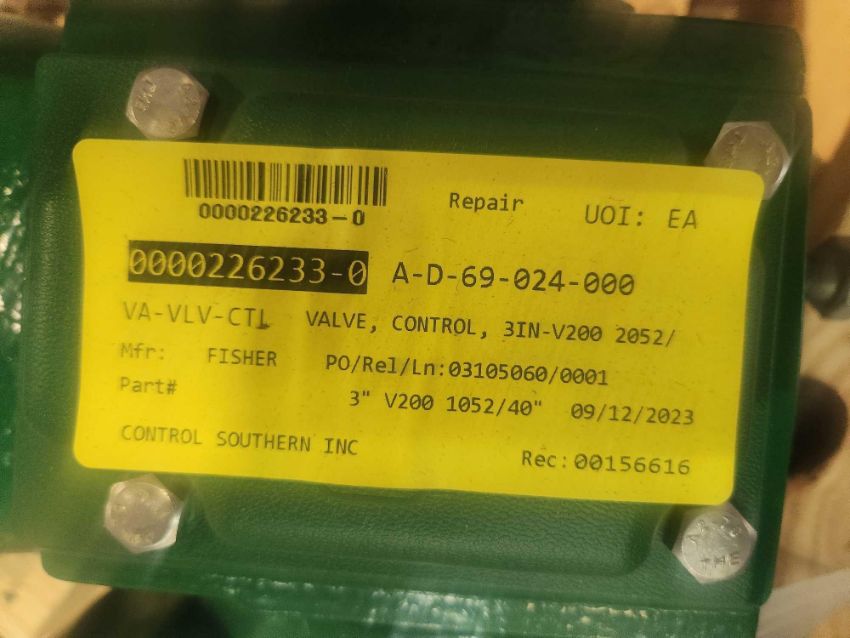 0000226233-0
Repair
UOI: EA
0000226233-0 A-D-69-024-000
VA-VLV-CTL VALVE, CONTROL, 3IN-V200 2052/
Mfr: FISHER PO/Rel/Ln:03105060/0001
Part# 3" V200 1052/40" 09/12/2023
CONTROL SOUTHERN INC Rec:00156616